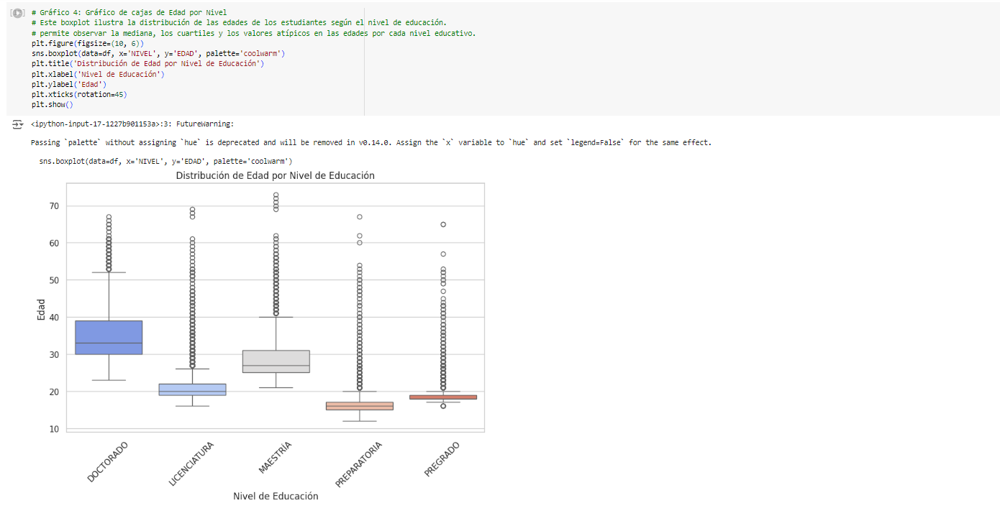 # Gráfico 4: Gráfico de cajas de Edad por Nivel
# Este boxplot ilustra la distribución de las edades de los estudiantes según el nivel de educación.
# permite observar la mediana, los cuartiles y los valores atípicos en las edades por cada nivel educativo.
plt.figure(figsize=(10, 6))
sns.boxplot(data=df, x='NIVEL', y='EDAD', palette='coolwarm')
plt.title('Distribución de Edad por Nivel de Educación')
plt.xlabel('Nivel de Educación')
plt.ylabel('Edad')
plt.xticks(rotation=45)
plt.show()
<ipython-input-17-1227b901153a>:3: FutureWarning:
Passing `palette` without assigning `hue` is deprecated and will be removed in v0.14.0. Assign the `x` variable to `hue` and set `legend=False` for the same effect.
sns.boxplot(data=df, x='NIVEL', y='EDAD', palette='coolwarm')
Distribución de Edad por Nivel de Educación
70
60
50
40
30
20
10
Edad
DOCTORADO
LICENCIATURA
MAESTRÍA
PREPARATORIA
PREGRADO
Nivel de Educación